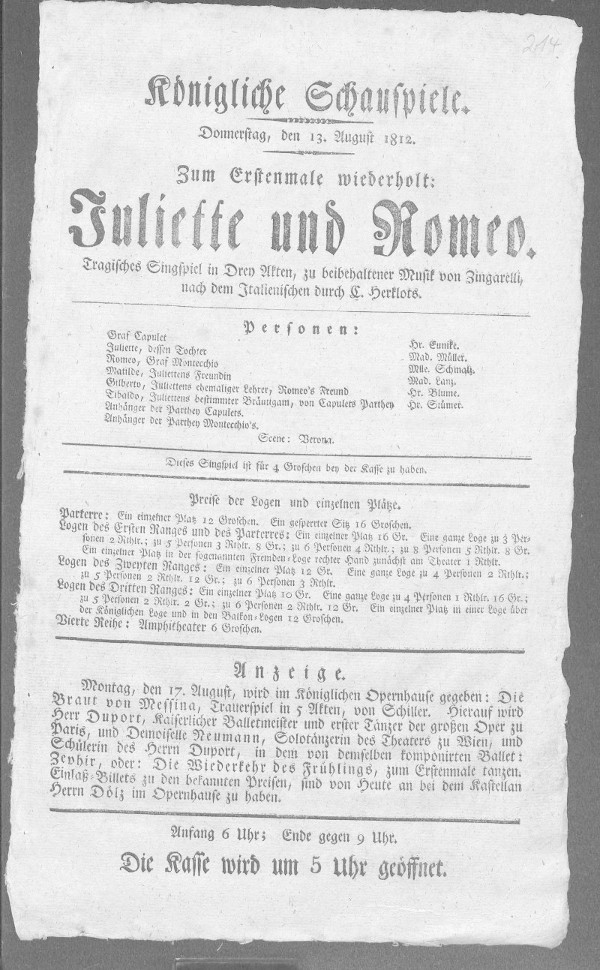 214.
Königliche Schauspiele.
Donnerstag, den 13. August 1812.
Zum Erstenmale wiederholt:
Juliette und Romeo.
Tragisches Singspiel in Drey Akten, zu beibehaltener Musik von Zingarelli,
nach dem Italienischen durch C. Herklots.
Personen:
Graf Capulet Hr. Eunike.
Juliette, dessen Tochter Mad. Müller.
Romeo, Graf Montecchio Mlle. Schmalz.
Matilde, Juliettens Freundin Mad. Lanz.
Gilberto, Juliettens ehemaliger Lehrer, Romeo's Freund Hr. Blume.
Tibaldo, Juliettens bestimmter Bräutigam, von Capulets Parthey Hr. Stümer.
Anhänger der Parthey Capulets.
Anhänger der Parthey Montecchio's.
Scene: Verona.
Dieses Singspiel ist für 4 Groschen bey der Kasse zu haben.
Preise der Logen und einzelnen Plätze.
Parterre: Ein einzelner Platz 12 Groschen. Ein gesperrter Sitz 16 Groschen.
Logen des Ersten Ranges und des Parterres: Ein einzelner Platz 16 Gr. Eine ganze Loge zu 3 Per-
sonen 2 Rthlr.; zu 5 Personen 3 Rthlr. 8 Gr.; zu 6 Personen 4 Rthlr.; zu 8 Personen 5 Rthlr. 8 Gr.
Ein einzelner Platz in der sogenannten Fremden-Loge rechter Hand zunächst am Theater 1 Rthlr.
Logen des Zweyten Ranges: Ein einzelner Platz 12 Gr. Eine ganze Loge zu 4 Personen 2 Rthlr.;
zu 5 Personen 2 Rthlr. 12 Gr.; zu 6 Personen 3 Rthlr.
Logen des Dritten Ranges: Ein einzelner Platz 10 Gr. Eine ganze Loge zu 4 Personen 1 Rthlr. 16 Gr.;
zu 5 Personen 2 Rthlr. 2 Gr.; zu 6 Personen 2 Rthlr. 12 Gr. Ein einzelner Platz in einer Loge über
der Königlichen Loge und in den Balkon-Logen 12 Groschen.
Vierte Reihe: Amphitheater 6 Groschen.
Anzeige.
Montag, den 17. August, wird im Königlichen Opernhause gegeben: Die
Braut von Messina, Trauerspiel in 5 Akten, von Schiller. Hierauf wird
Herr Duport, Kaiserlicher Balletmeister und erster Tänzer der großen Oper zu
Paris, und Demoiselle Neumann, Solotänzerin des Theaters zu Wien, und
Schülerin des Herrn Duport, in dem von demselben komponirten Ballet:
Zephir, oder: Die Wiederkehr des Frühlings, zum Erstenmale tanzen.
Einlaß-Billets zu den bekannten Preisen, sind von Heute an bei dem Kastellan
Herrn Dölz im Opernhause zu haben.
Anfang 6 Uhr; Ende gegen 9 Uhr.
Die Kasse wird um 5 Uhr geöffnet.